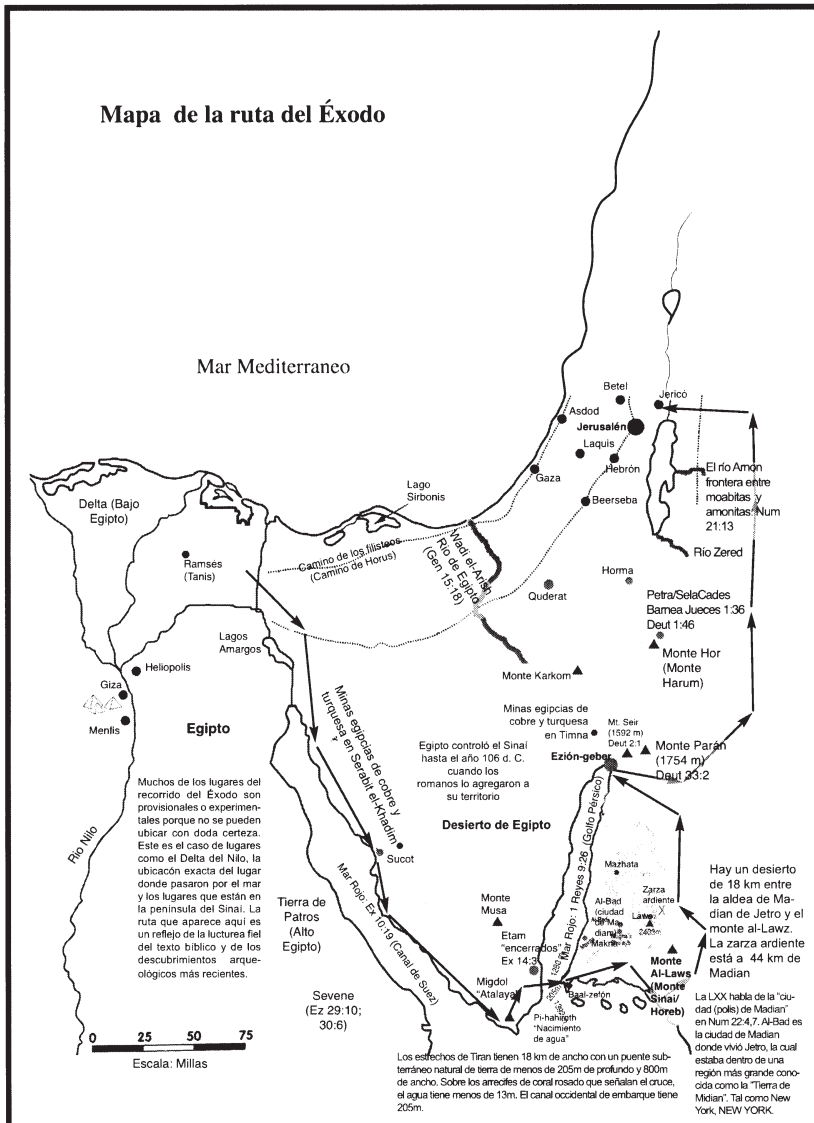 Mapa de la ruta del Éxodo
Mar Mediterraneo
Betel
Jericó
Asdod
Jerusalén
Laquis
Hebrón
Gaza
Beerseba
El río Arnon
frontera entre
moabitas y
amonitas: Num
21:13
Río Zered
Lago
Sirbonis
Delta (Bajo
Egipto)
Ramsés
(Tanis)
Camino de los filisteos
(Camino de Horus)
Wadi el-Arish
Río de Egipto
(Gen 15:18)
Quderat
Horma
Petra/SelaCades
Barnea Jueces 1:36
Deut 1:46
Monte Hor
(Monte
Harum)
Lagos
Amargos
Heliopolis
Giza
Menlis
Egipto
Monte Karkom
Minas egipcias de
cobre y turquesa
en Timna
Mt. Seir
(1592 m)
Deut 2:1
Monte Parán
(1754 m)
Deut 33:2
Ezión-geber
Minas egipcias de cobre y
turquesa en Serabit el-Khadim
Egipto controló el Sinaí
hasta el año 106 d. C.
cuando los
romanos lo agregaron a
su territorio
Desierto de Egipto
Muchos de los lugares del
recorrido del Éxodo son
provisionales o experimen-
tales porque no se pueden
ubicar con doda certeza.
Este es el caso de lugares
como el Delta del Nilo, la
ubicacón exacta del lugar
donde pasaron por el mar
y los lugares que están en
la península del Sinaí. La
ruta que aparece aquí es
un reflejo de la lucturea fiel
del texto bíblico y de los
descubrimientos arque-
ológicos más recientes.
Rio Nilo
Sucot
Mar Rojo: Ex 10:19 (Canal de Suez)
Mar Rojo: 1 Reyes 9:26 (Golfo Pérsico)
Tierra de
Patros
(Alto
Egipto)
Sevene
(Ez 29:10;
30:6)
Monte
Musa
Etam
"encerrados"
Ex 14:3
Migdol
"Atalaya"
Pi-hahiroth
"Nacimiento
de agua"
Baal-zefón
205m
Mazhata
Zarza
ardiente
X
Lawz
2403m
Al-Bad
(ciudad
de Ma-
diam)
Makna
Monte
Al-Laws
(Monte
Sinai/
Horeb)
Hay un desierto
de 18 km entre
la aldea de Ma-
dian de Jetro y el
monte al-Lawz.
La zarza ardiente
está a 44 km de
Madian
La LXX habla de la "ciu-
dad (polis) de Madian"
en Num 22:4,7. Al-Bad es
la ciudad de Madian
donde vivió Jetro, la cual
estaba dentro de una
región más grande cono-
cida como la "Tierra de
Midian". Tal como New
York, NEW YORK.
0 25 50 75
Escala: Millas
Los estrechos de Tiran tienen 18 km de ancho con un puente sub-
terráneo natural de tierra de menos de 205m de profundo y 800m
de ancho. Sobre los arrecifes de coral rosado que señalan el cruce,
el agua tiene menos de 13m. El canal occidental de embarque tiene
205m.